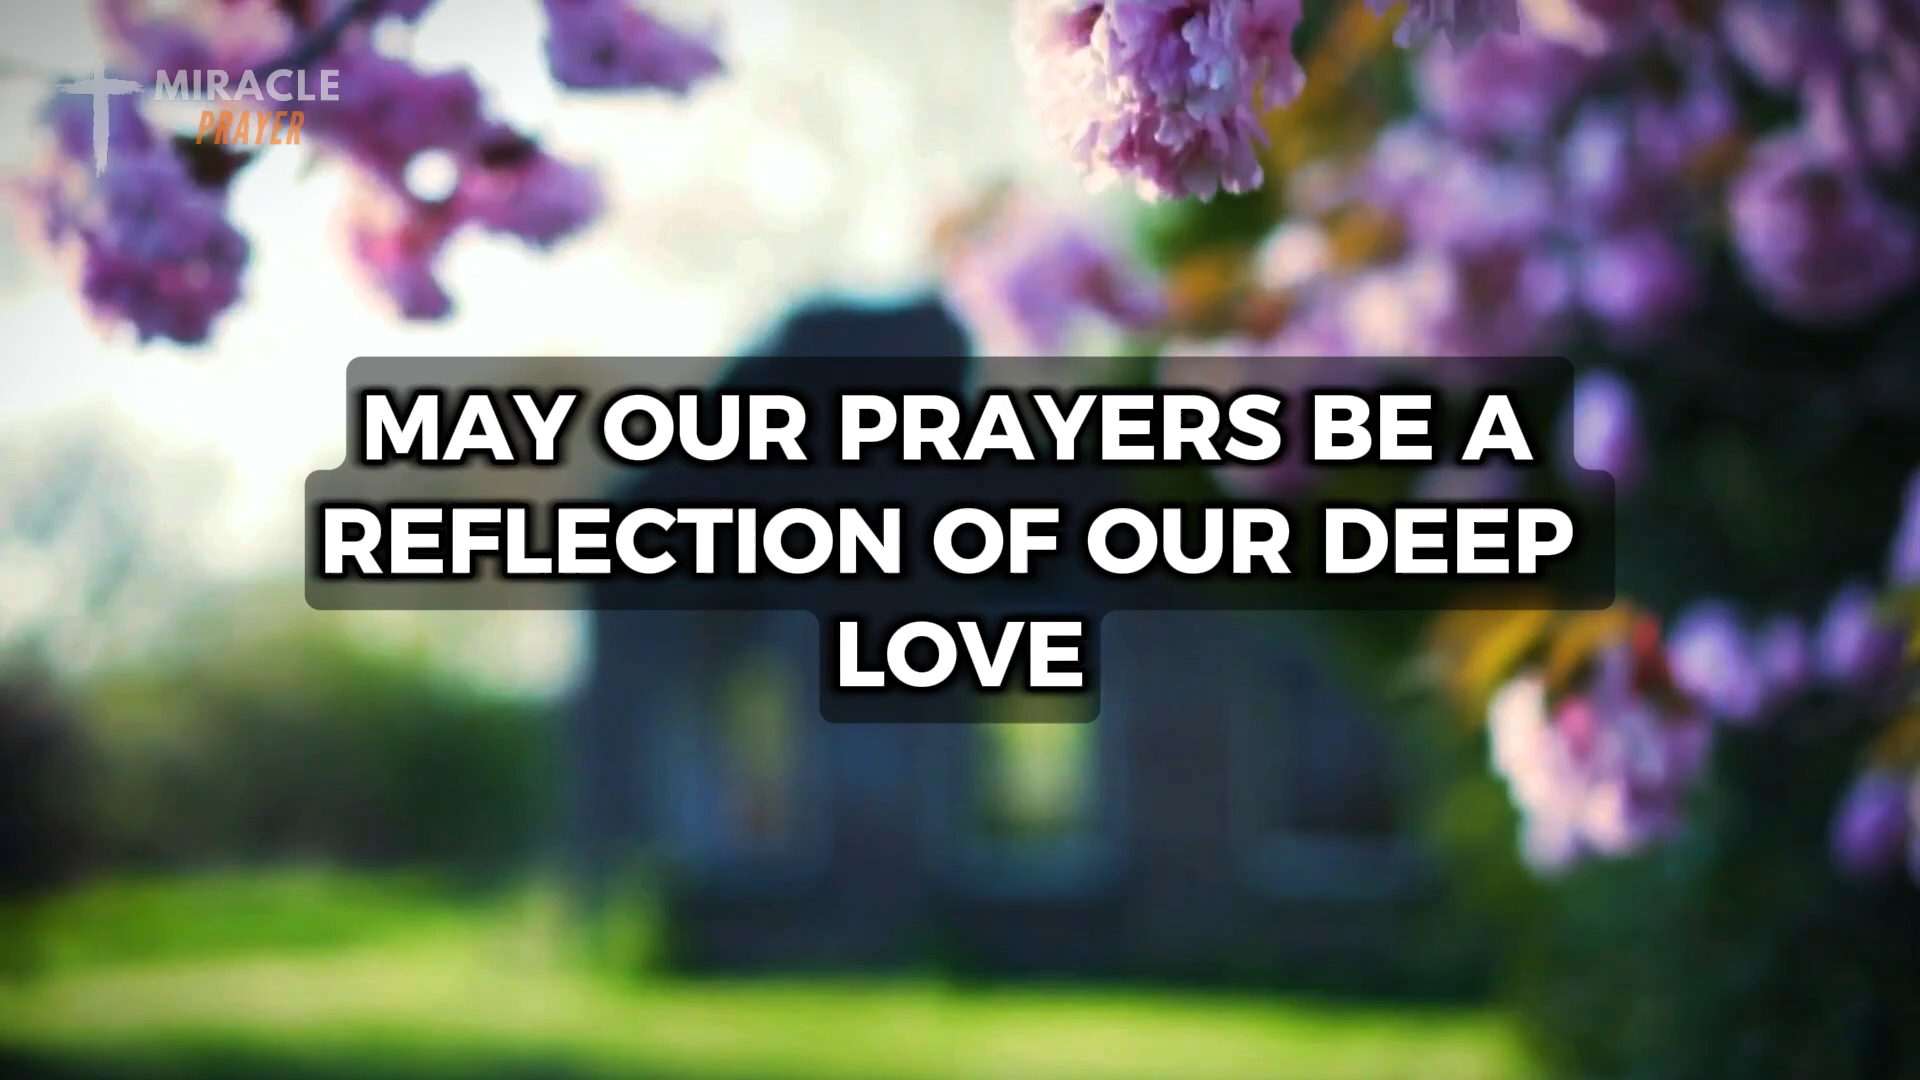 MIRACLE
PRAYER
MAY OUR PRAYERS BE A
REFLECTION OF OUR DEEP
LOVE